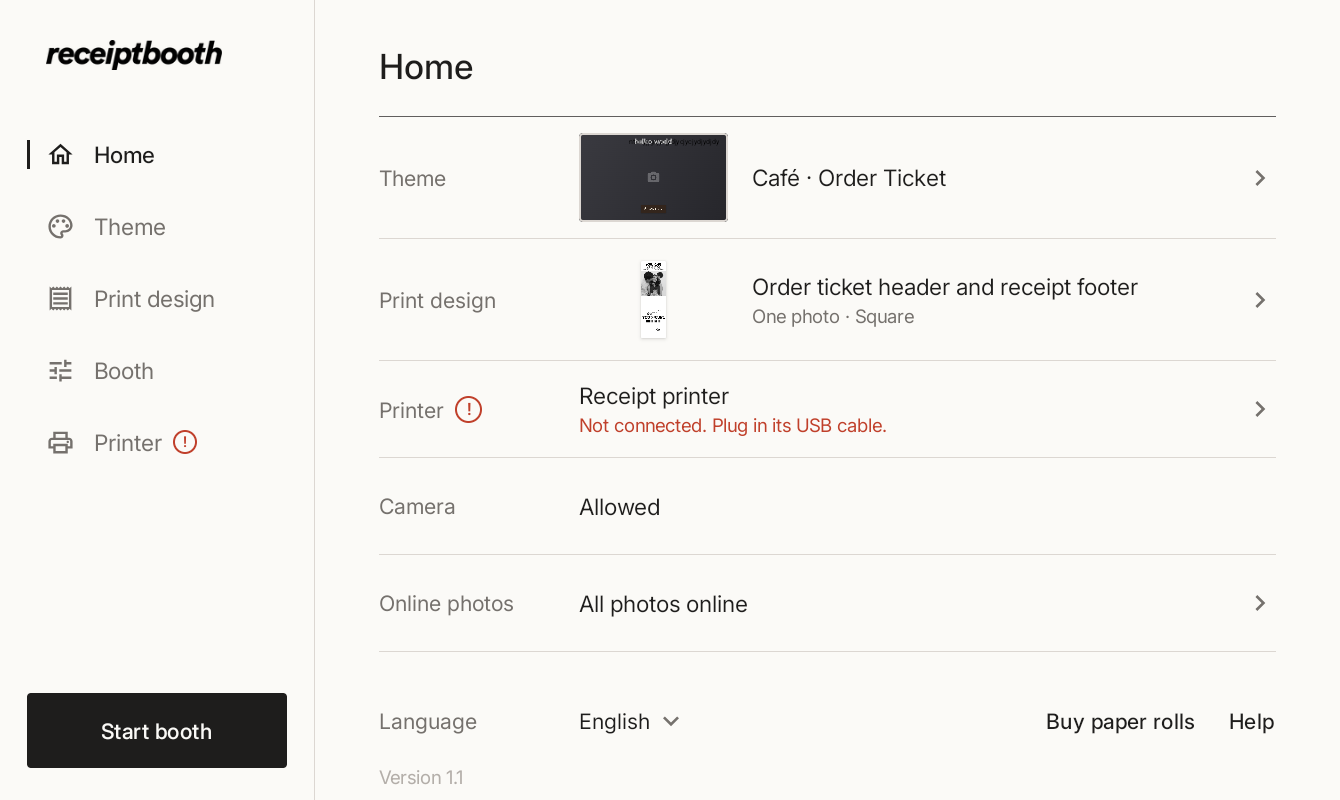 receiptbooth
Home
Theme
Print design
Booth
Printer
Start booth
Home
Theme
hello world
Café · Order Ticket
Print design
Order ticket header and receipt footer
One photo · Square
Printer
Receipt printer
Not connected. Plug in its USB cable.
Camera
Allowed
Online photos
All photos online
Language
English
Buy paper rolls
Help
Version 1.1